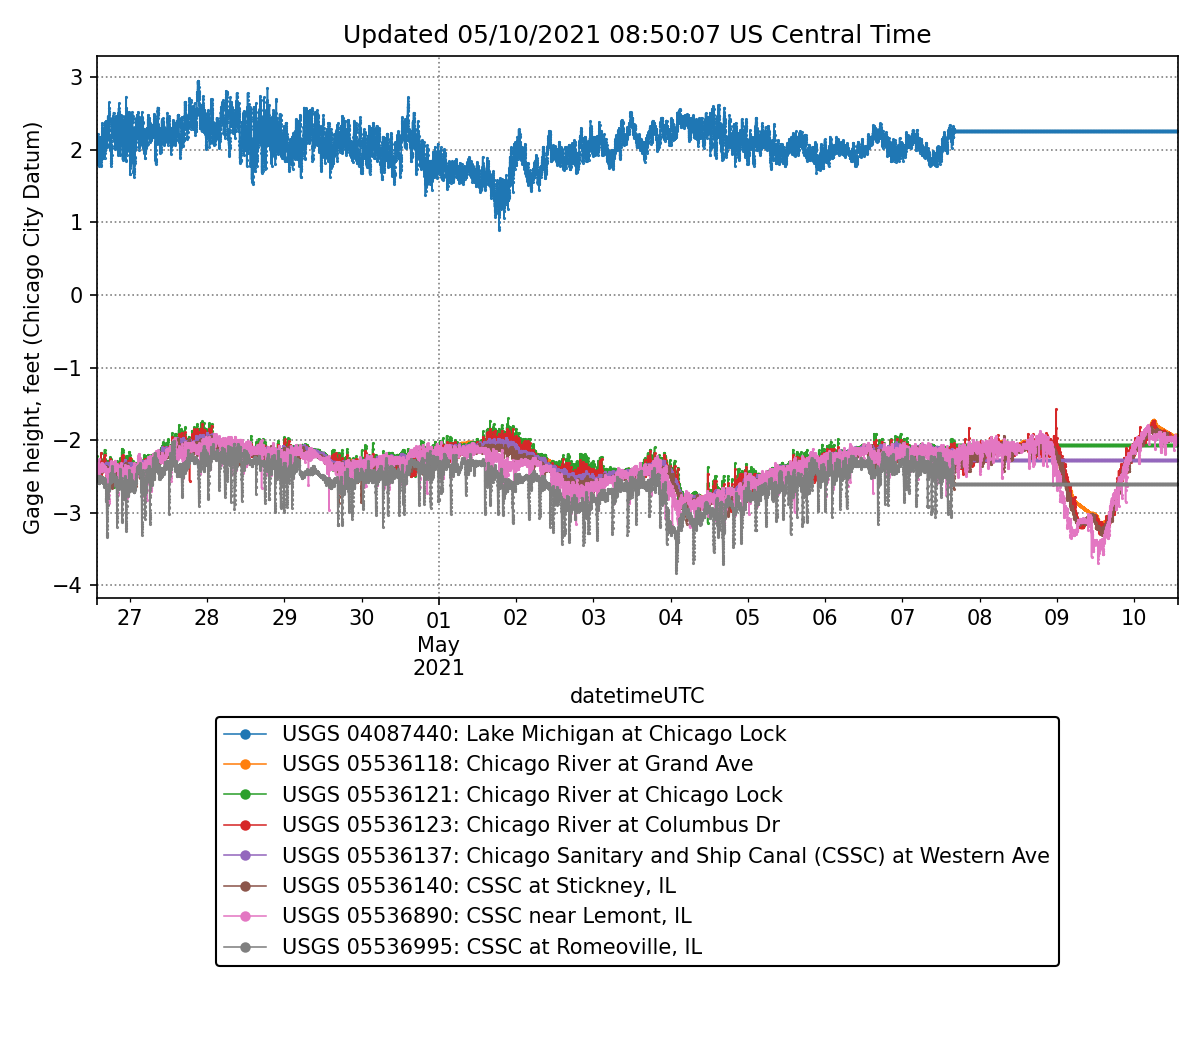 Updated 05/10/2021 08:50:07 US Central Time
Gage height, feet (Chicago City Datum)
3
2
1
0
−1
−2
−3
−4
27 28 29 30 01 02 03 04 05 06 07 08 09 10
May
2021
datetimeUTC
USGS 04087440: Lake Michigan at Chicago Lock
USGS 05536118: Chicago River at Grand Ave
USGS 05536121: Chicago River at Chicago Lock
USGS 05536123: Chicago River at Columbus Dr
USGS 05536137: Chicago Sanitary and Ship Canal (CSSC) at Western Ave
USGS 05536140: CSSC at Stickney, IL
USGS 05536890: CSSC near Lemont, IL
USGS 05536995: CSSC at Romeoville, IL